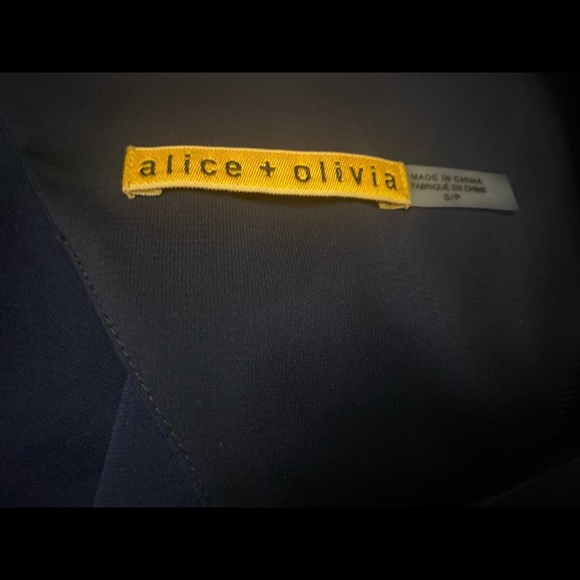 alice + olivia
MADE IN CHINA
FABRIQUÉ EN CHINE
S/P